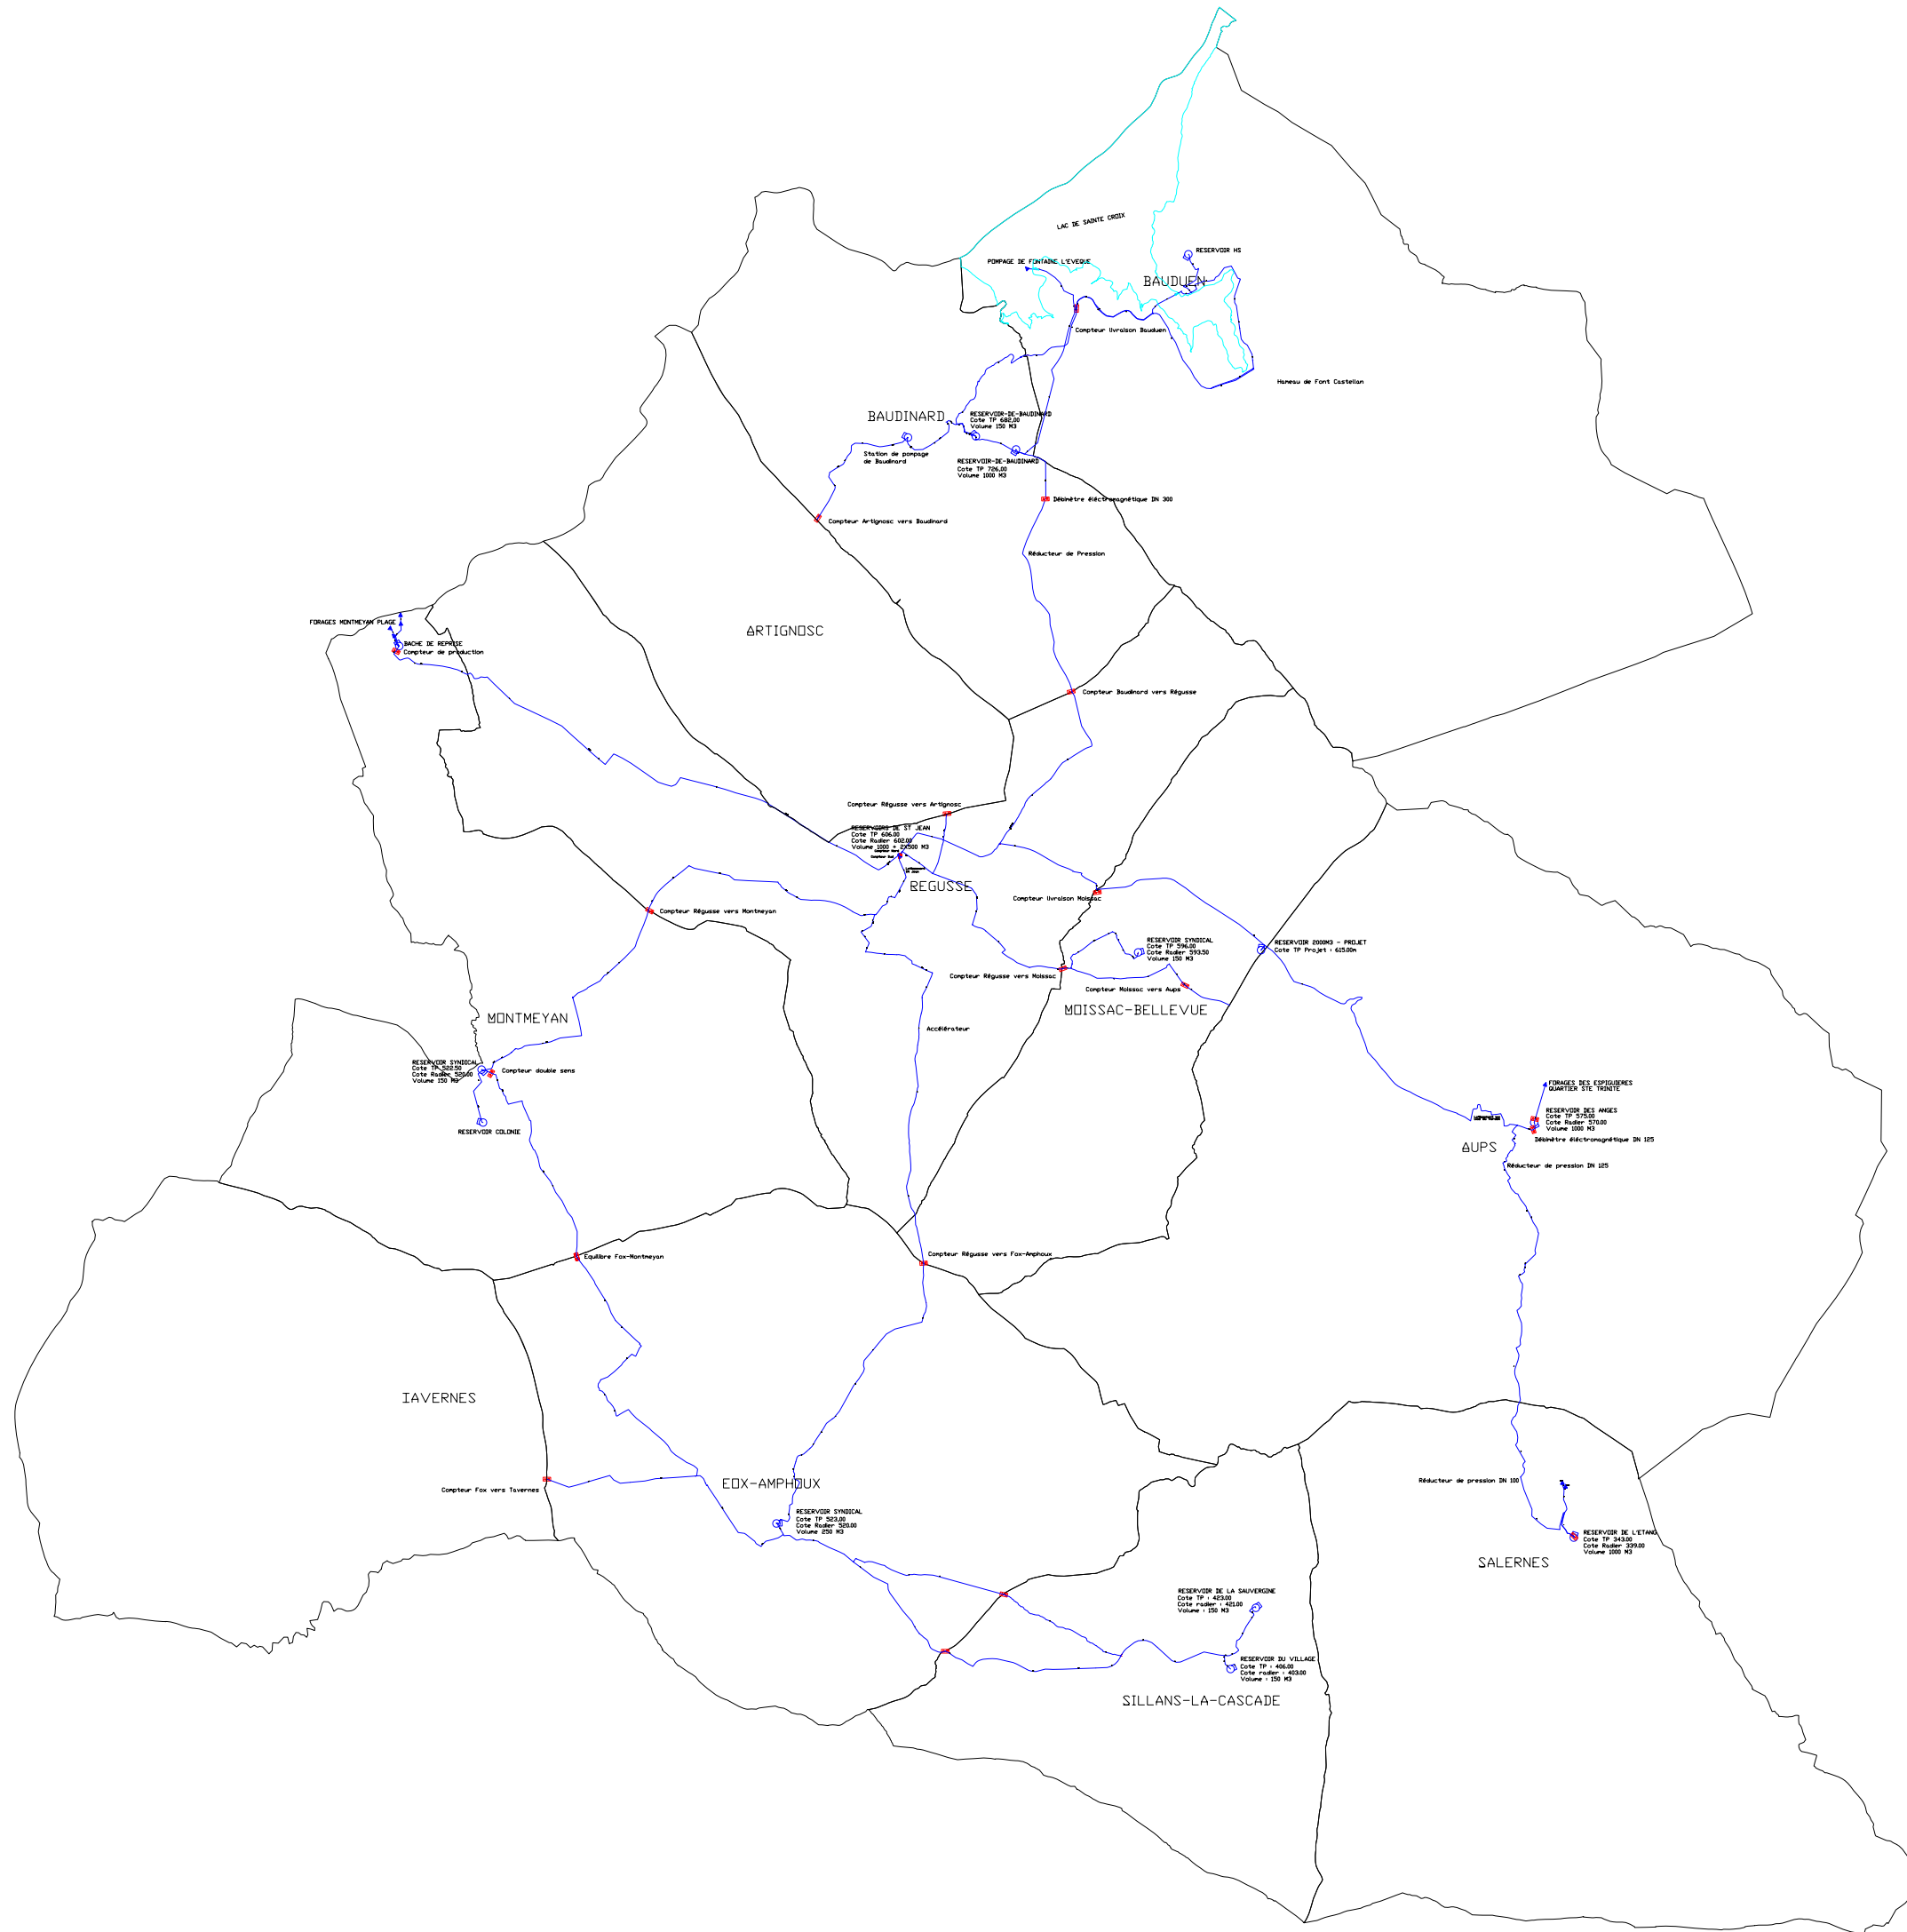 LAC DE SAINTE CROIX
RESERVOIR HS
POMPAGE DE FONTAINE L'EVEQUE
BAUDUEN
Compteur livraison Bauduen
Hameau de Font Castellan
BAUDINARD
RESERVOIR-DE-BAUDINARD
Cote TP 682.00
Volume 150 M3
Station de pompage
de Baudinard
RESERVOIR-DE-BAUDINARD
Cote TP 726.00
Volume 1000 M3
Débimètre éléctromagnétique DN 300
Compteur Artignosc vers Baudinard
Réducteur de Pression
FORAGES MONTMEYAN PLAGE
BACHE DE REPRISE
Compteur de production
ARTIGNOSC
Compteur Baudinard vers Régusse
Compteur Régusse vers Artignosc
RESERVOIRS DE ST JEAN
Cote TP 606.00
Cote Radier 602.00
Volume 1000 + 2X500 M3
REGUSSE
Compteur livraison Moissac
Compteur Régusse vers Montmeyan
RESERVOIR SYNDICAL
Cote TP 596.00
Cote Radier 593.50
Volume 150 M3
RESERVOIR 2000M3 - PROJET
Cote TP Projet : 615.00m
Compteur Régusse vers Moissac
Compteur Moissac vers Aups
MOISSAC-BELLEVUE
MONTMEYAN
Accélérateur
RESERVOIR SYNDICAL
Cote TP 522.50
Cote Radier 520.00
Volume 150 M3
Compteur double sens
RESERVOIR COLONIE
FORAGES DES ESPIGUIERES
QUARTIER STE TRINITE
RESERVOIR DES ANGES
Cote TP 575.00
Cote Radier 570.00
Volume 1000 M3
Débimètre éléctromagnétique DN 125
AUPS
Réducteur de pression DN 125
Equilibre Fox-Montmeyan
Compteur Régusse vers Fox-Amphoux
TAVERNES
FOX-AMPHOUX
Compteur Fox vers Tavernes
Réducteur de pression DN 100
RESERVOIR SYNDICAL
Cote TP 523.00
Cote Radier 520.00
Volume 250 M3
RESERVOIR DE L'ETANG
Cote TP 343.00
Cote Radier 339.00
Volume 1000 M3
SALERNES
RESERVOIR DE LA SAUVERGINE
Cote TP : 423.00
Cote radier : 421.00
Volume : 150 M3
RESERVOIR DU VILLAGE
Cote TP : 406.00
Cote radier : 403.00
Volume : 150 M3
SILLANS-LA-CASCADE